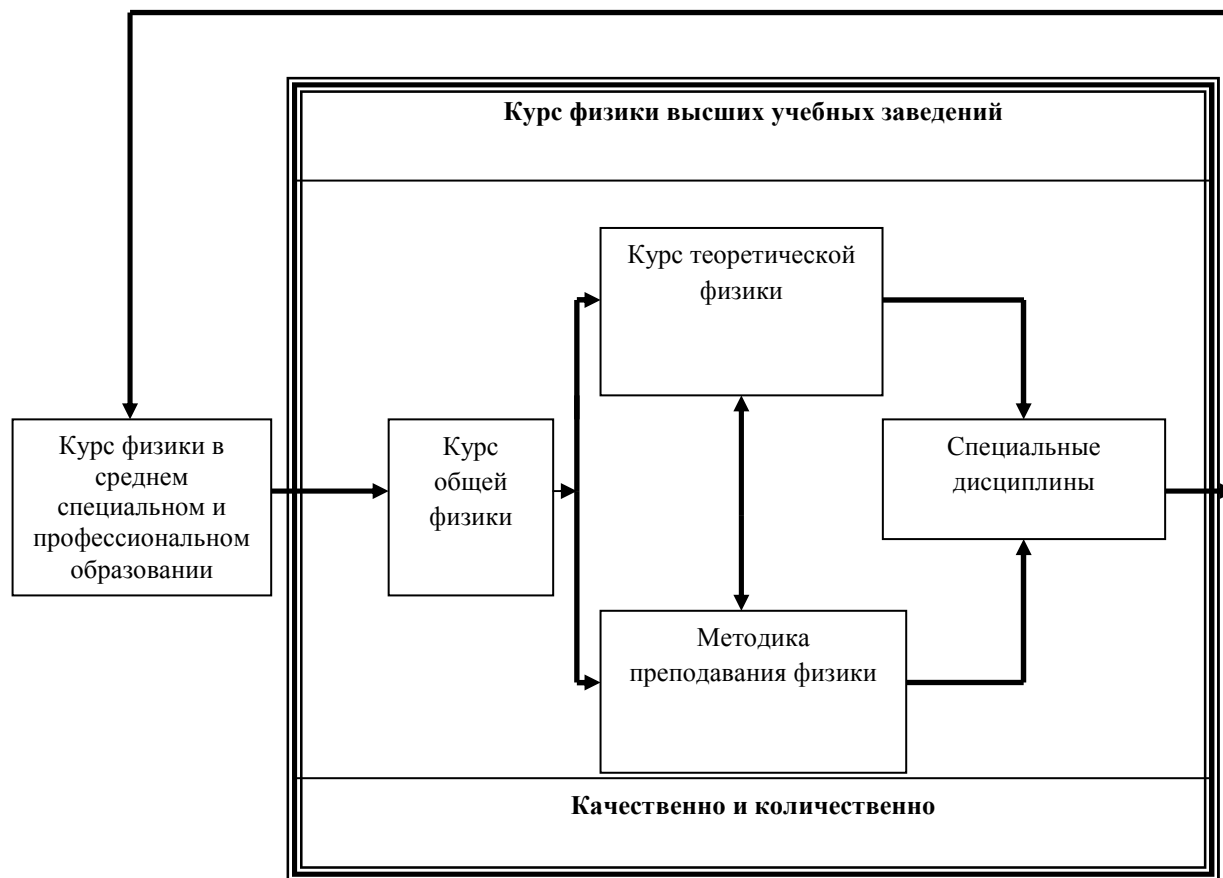 Курс физики высших учебных заведений
Курс теоретической
физики
Курс физики в
среднем
специальном и
профессиональном
образовании
Курс
общей
физики
Специальные
дисциплины
Методика
преподавания физики
Качественно и количественно